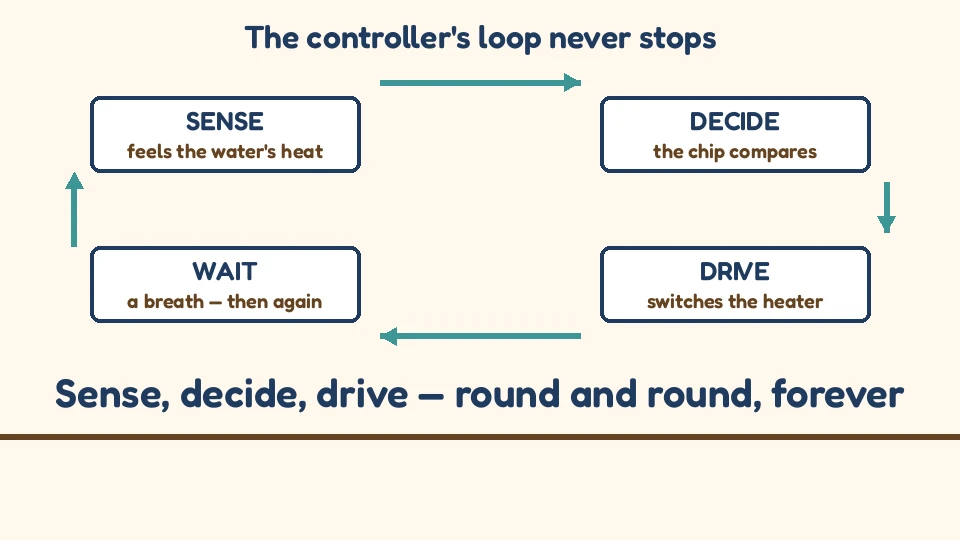 The controller's loop never stops
SENSE
feels the water's heat
DECIDE
the chip compares
WAIT
a breath — then again
DRIVE
switches the heater
Sense, decide, drive — round and round, forever